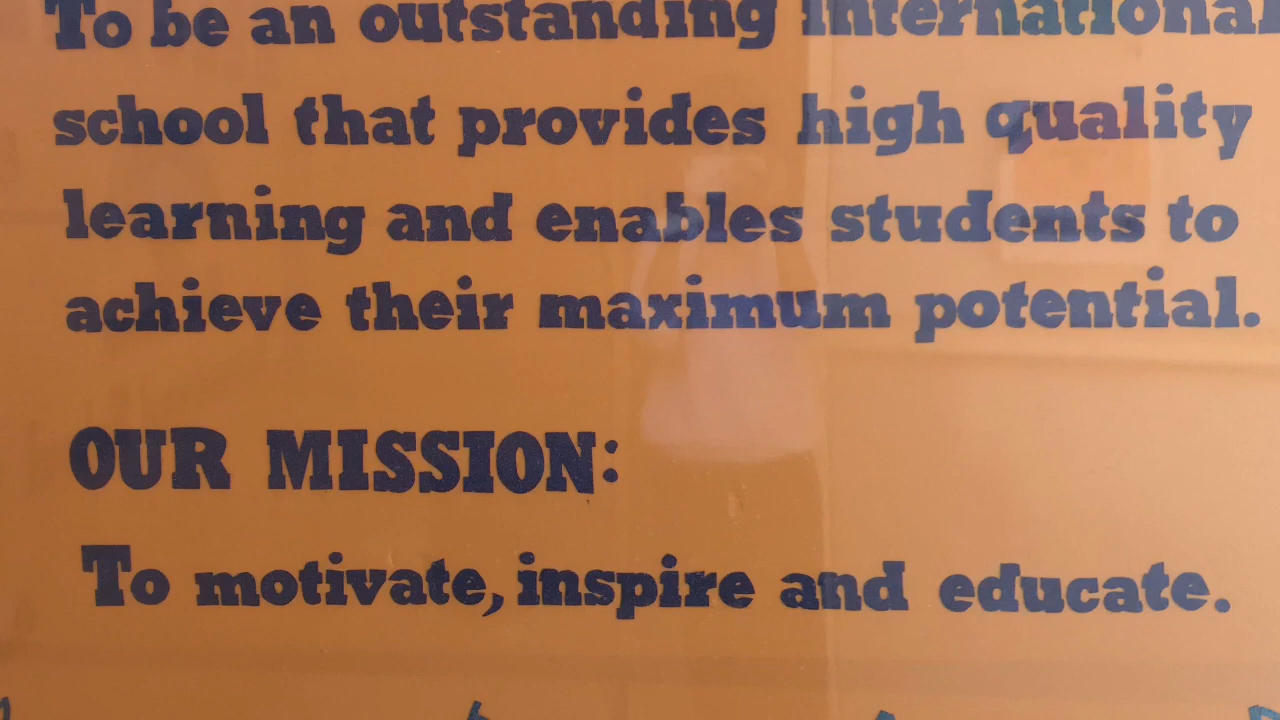 To be an outstanding International
school that provides high quality
learning and enables students to
achieve their maximum potential.
OUR MISSION:
To motivate, inspire and educate.